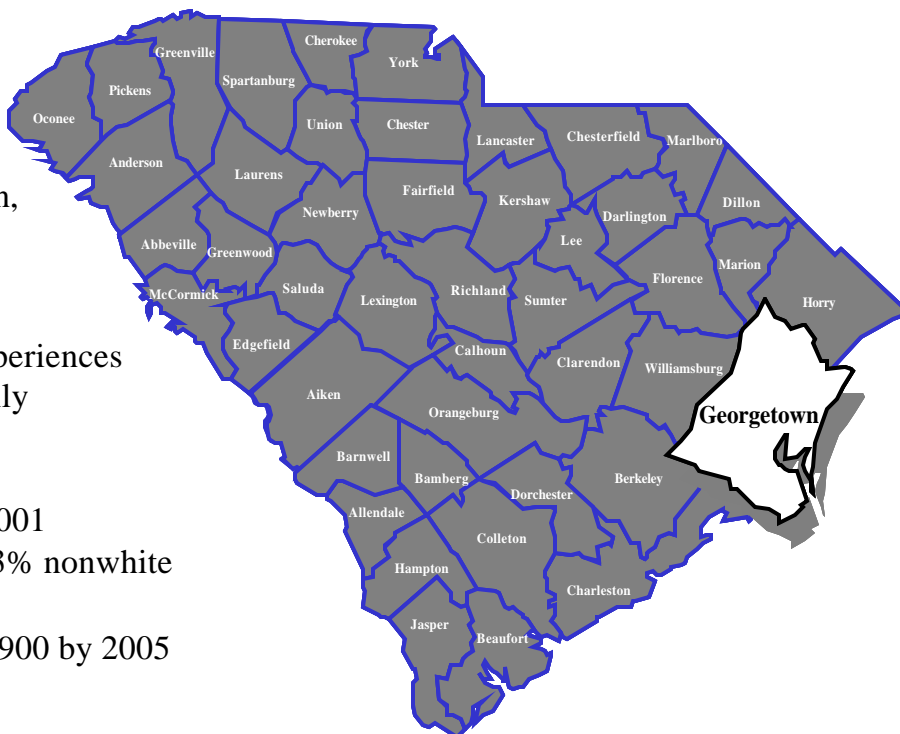 Cherokee
Greenville
York
Spartanburg
Pickens
Oconee
Union
Chester
Lancaster
Chesterfield
Marlboro
Anderson
Laurens
n,
Fairfield
Kershaw
Dillon
Newberry
Darlington
Abbeville
Greenwood
Lee
Marion
Florence
McCormick
Saluda
Lexington
Richland
Sumter
Horry
Edgefield
periences
Calhoun
Clarendon
Williamsburg
lly
Aiken
Orangeburg
Georgetown
Barnwell
Bamberg
Berkeley
Dorchester
001
Allendale
Colleton
3% nonwhite
Hampton
Charleston
Jasper
Beaufort
900 by 2005